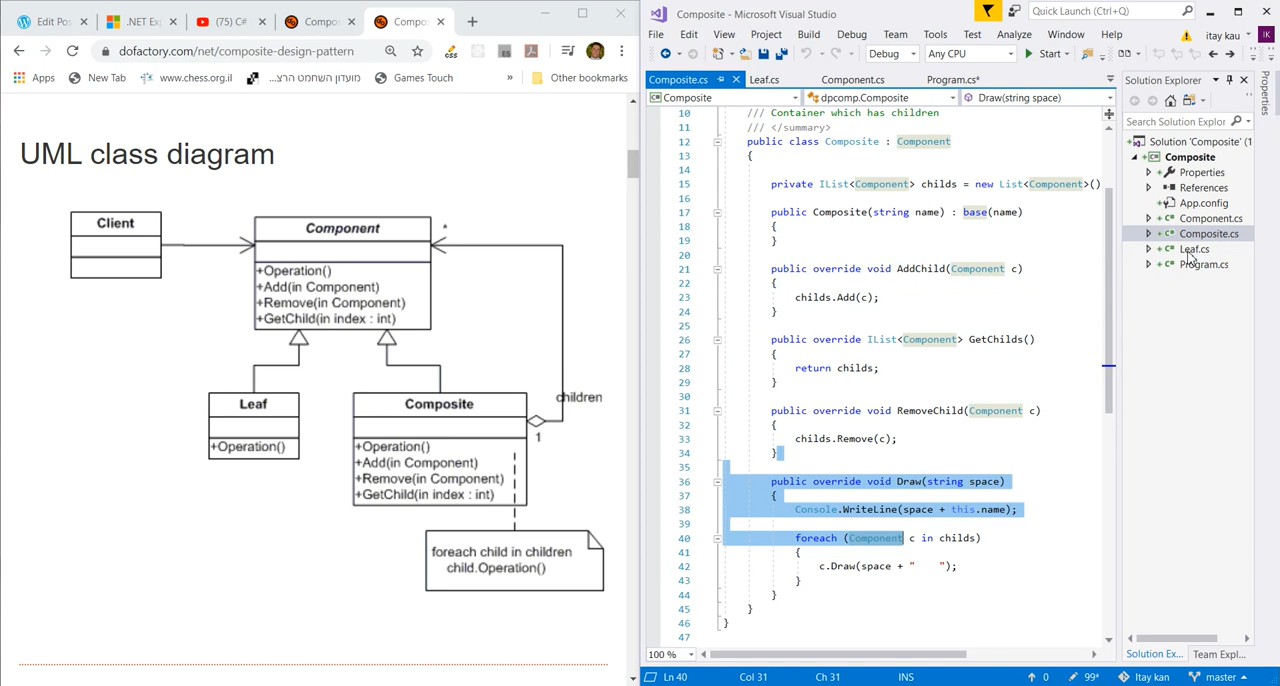 Edit Pos
.NET Exp
(75) C#
Compo
Compo
dofactory.com/net/composite-design-pattern
Apps
New Tab
www.chess.org.il
מועדון השחמט הרצ...
Games Touch
»
Other bookmarks
UML class diagram
Client
Component
*
+Operation()
+Add(in Component)
+Remove(in Component)
+GetChild(in index : int)
Leaf
+Operation()
Composite
children
1
+Operation()
+Add(in Component)
+Remove(in Component)
+GetChild(in index : int)
foreach child in children
child.Operation()
Composite - Microsoft Visual Studio
Quick Launch (Ctrl+Q)
File Edit View Project Build Debug Team Tools Test Analyze Window Help
itay kau
IK
Debug
Any CPU
Start
Composite.cs
Leaf.cs
Component.cs
Program.cs*
Composite
dpcomp.Composite
Draw(string space)
10 /// Container which has children
11 /// </summary>
12 public class Composite : Component
13 {
14
15 private IList<Component> childs = new List<Component>()
16
17 public Composite(string name) : base(name)
18 {
19 }
20
21 public override void AddChild(Component c)
22 {
23 childs.Add(c);
24 }
25
26 public override IList<Component> GetChilds()
27 {
28 return childs;
29 }
30
31 public override void RemoveChild(Component c)
32 {
33 childs.Remove(c);
34 }
35
36 public override void Draw(string space)
37 {
38 Console.WriteLine(space + this.name);
39
40 foreach (Component c in childs)
41 {
42 c.Draw(space + "    ");
43 }
44 }
45 }
46 }
47
100 %
Solution Explorer
Search Solution Explor
Solution 'Composite' (1
Composite
Properties
References
App.config
Component.cs
Composite.cs
Leaf.cs
Program.cs
Solution Ex...
Team Expl...
Properties
Ln 40
Col 31
Ch 31
INS
0
99*
Itay kan
master